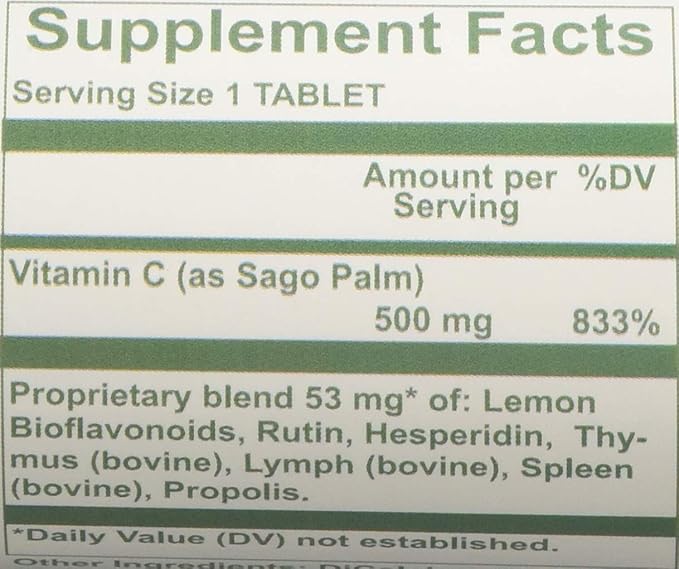 Supplement Facts
Serving Size 1 TABLET
Amount per %DV
Serving
Vitamin C (as Sago Palm)
500 mg 833%
Proprietary blend 53 mg* of: Lemon
Bioflavonoids, Rutin, Hesperidin, Thy-
mus (bovine), Lymph (bovine), Spleen
(bovine), Propolis.
*Daily Value (DV) not established.
Other Ingredients: